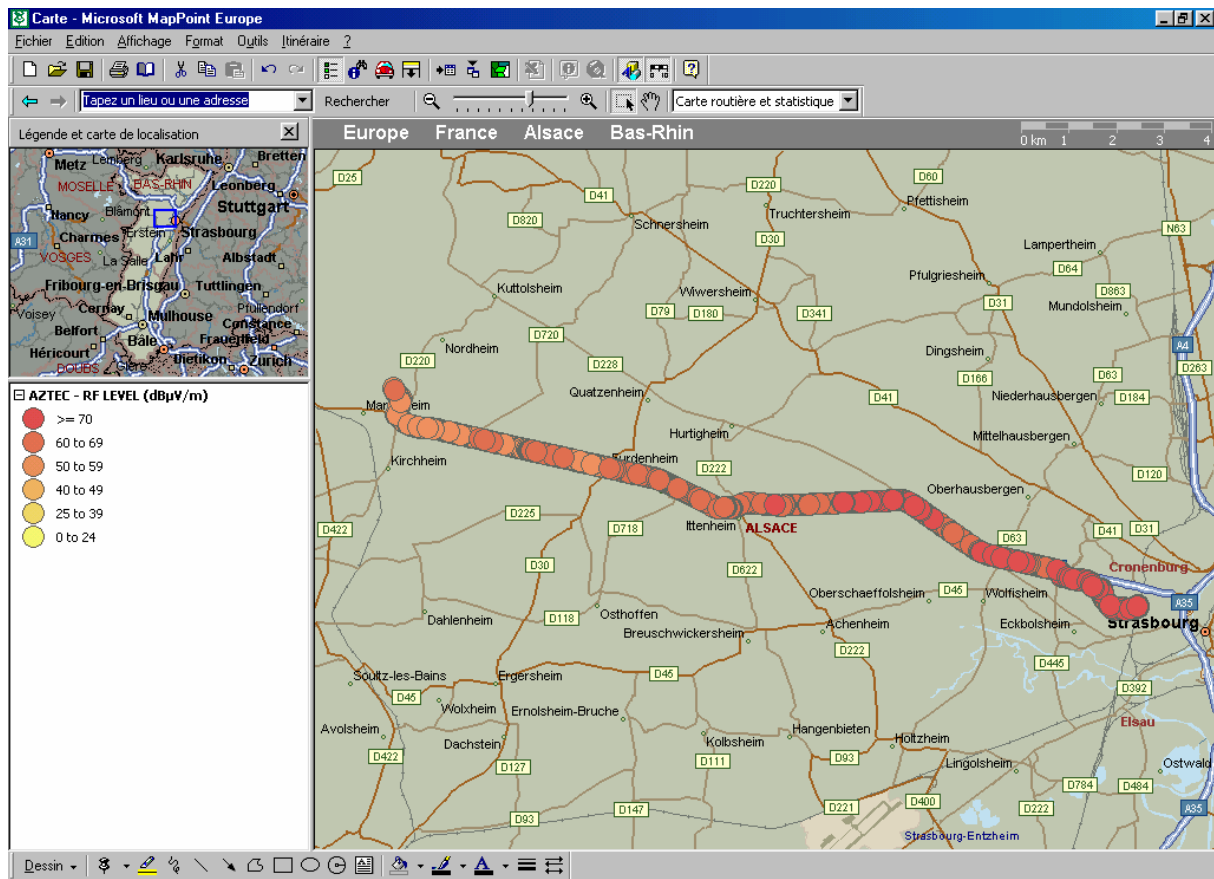 Carte - Microsoft MapPoint Europe
Fichier Edition Affichage Format Outils Itinéraire ?
Tapez un lieu ou une adresse
Rechercher
Carte routière et statistique
Légende et carte de localisation
Metz Lemberg Karlsruhe Bretten
MOSELLE BAS-RHIN Leonberg
Stuttgart
Nancy Blâmont
Erstein Strasbourg
A31 Charmes
VOSGES La Salle Lahr Albstadt
Fribourg-en-Brisgau Tuttlingen
Voisey Cernay Mulhouse Pfullendorf
Belfort Constance
Bâle Frauenfeld
Héricourt Dietikon Zurich
DOUBS
AZTEC - RF LEVEL (dBµV/m)
>= 70
60 to 69
50 to 59
40 to 49
25 to 39
0 to 24
Europe France Alsace Bas-Rhin
0 km 1 2 3 4
D25
D41
D220
D60
Pfettisheim
D820
Schnersheim
Truchtersheim
N63
D30
Lampertheim
D64
Pfulgriesheim
Kuttolsheim
Wiwersheim
D863
D31
Mundolsheim
D79
D180
D341
D720
Nordheim
A4
Dingsheim
D220
D228
D263
D166
D63
Quatzenheim
D41
Niederhausbergen
D184
Hurtigheim
Mittelhausbergen
Kirchheim
Furdenheim
D222
D120
Oberhausbergen
D225
Ittenheim
ALSACE
D422
D718
D63
D41
D31
D30
D622
Cronenburg
Oberschaeffolsheim
D45
Wolfisheim
A35
Dahlenheim
D118
Osthoffen
Breuschwickersheim
Achenheim
Eckbolsheim
Strasbourg
D222
D445
Soultz-les-Bains
Ergersheim
D45
D392
D45
Wolxheim
Ernolsheim-Bruche
Elsau
Avolsheim
Dachstein
Kolbsheim
Hangenbieten
Holtzheim
D422
D127
D111
D93
Lingolsheim
Ostwald
D784
D484
D93
D147
D221
D400
D222
A35
Strasbourg-Entzheim
Dessin